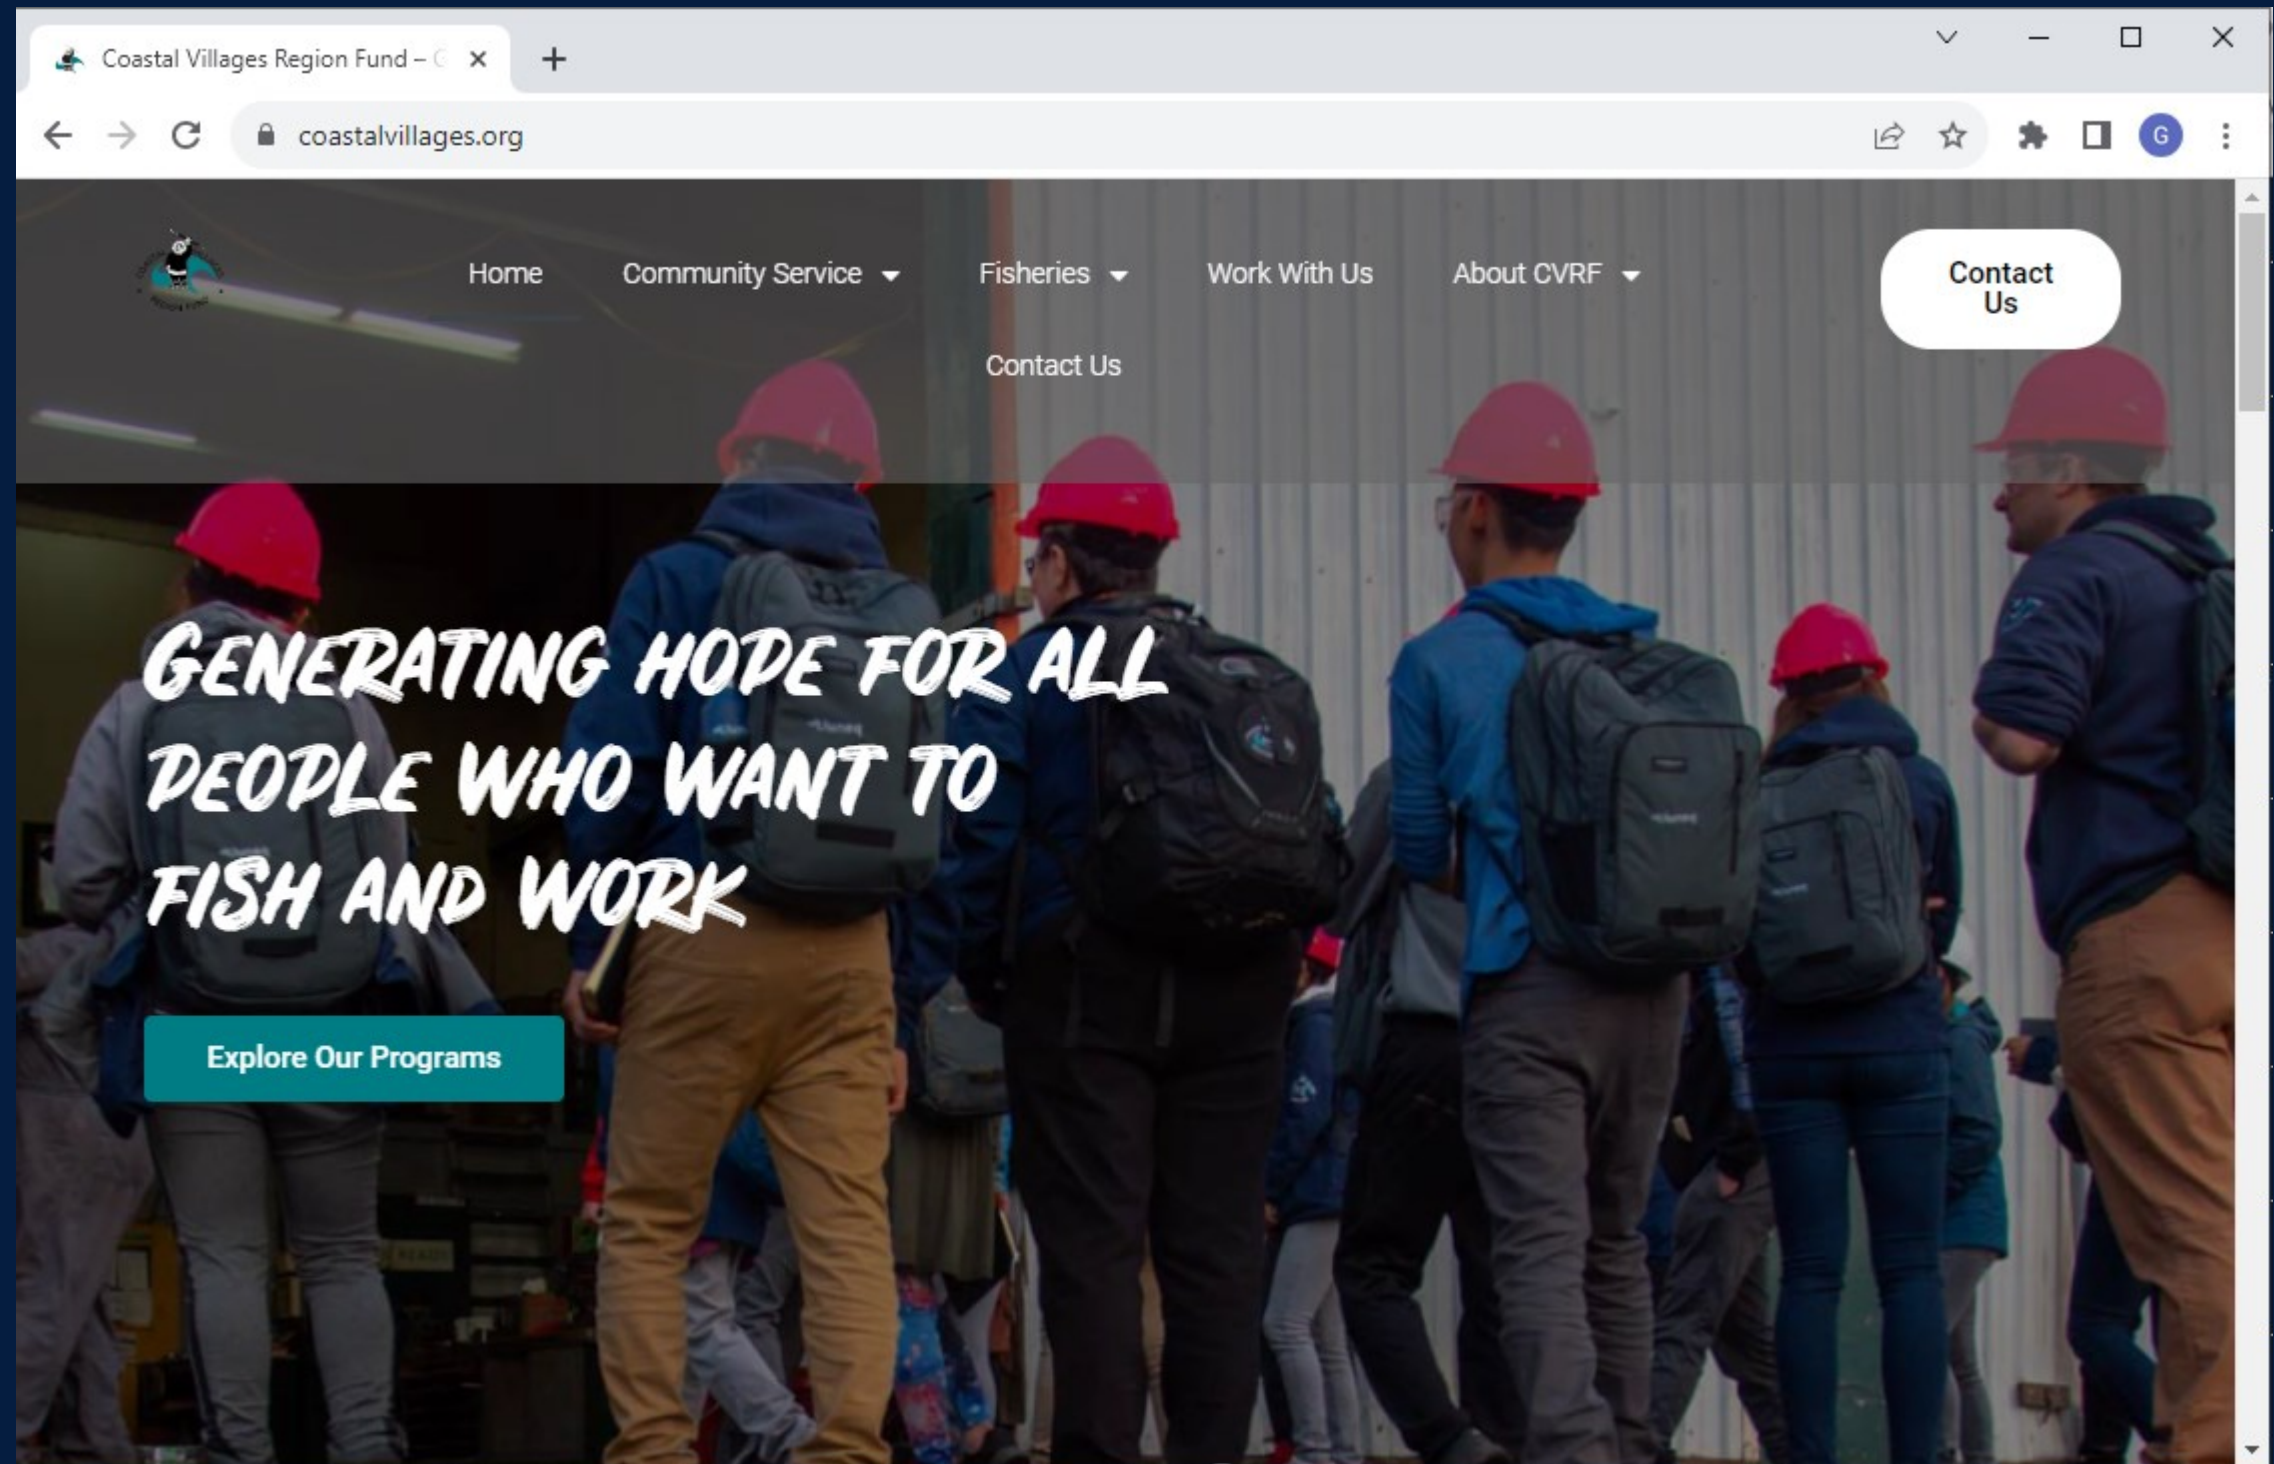 Coastal Villages Region Fund –
coastalvillages.org
G
Home Community Service Fisheries Work With Us About CVRF
Contact Us
Contact
Us
GENERATING HOPE FOR ALL
PEOPLE WHO WANT TO
FISH AND WORK
Explore Our Programs